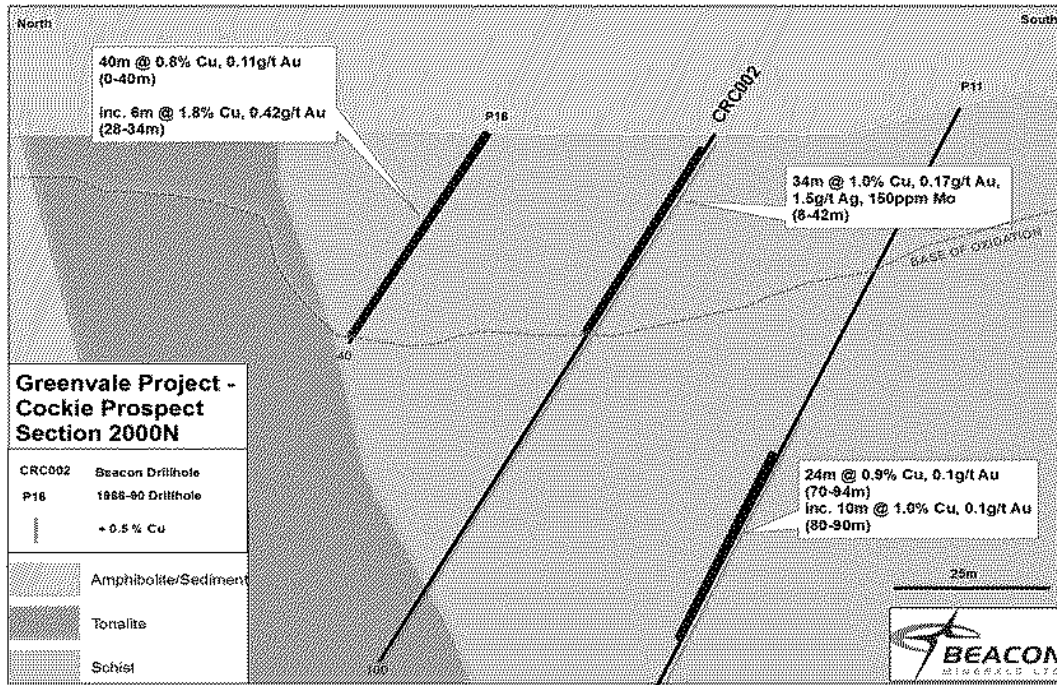 North
South
40m @ 0.8% Cu, 0.11g/t Au
(0-40m)
inc. 6m @ 1.8% Cu, 0.42g/t Au
(28-34m)
P16
CRC002
P11
34m @ 1.0% Cu, 0.17g/t Au,
1.5g/t Ag, 150ppm Mo
(8-42m)
BASE OF OXIDATION
40
Greenvale Project -
Cockie Prospect
Section 2000N
CRC002 Beacon Drillhole
P16 1966-90 Drillhole
+ 0.5 % Cu
Amphibolite/Sediment
Tonalite
Schist
24m @ 0.9% Cu, 0.1g/t Au
(70-94m)
inc. 10m @ 1.0% Cu, 0.1g/t Au
(80-90m)
25m
100
BEACON
MINERALS LTD